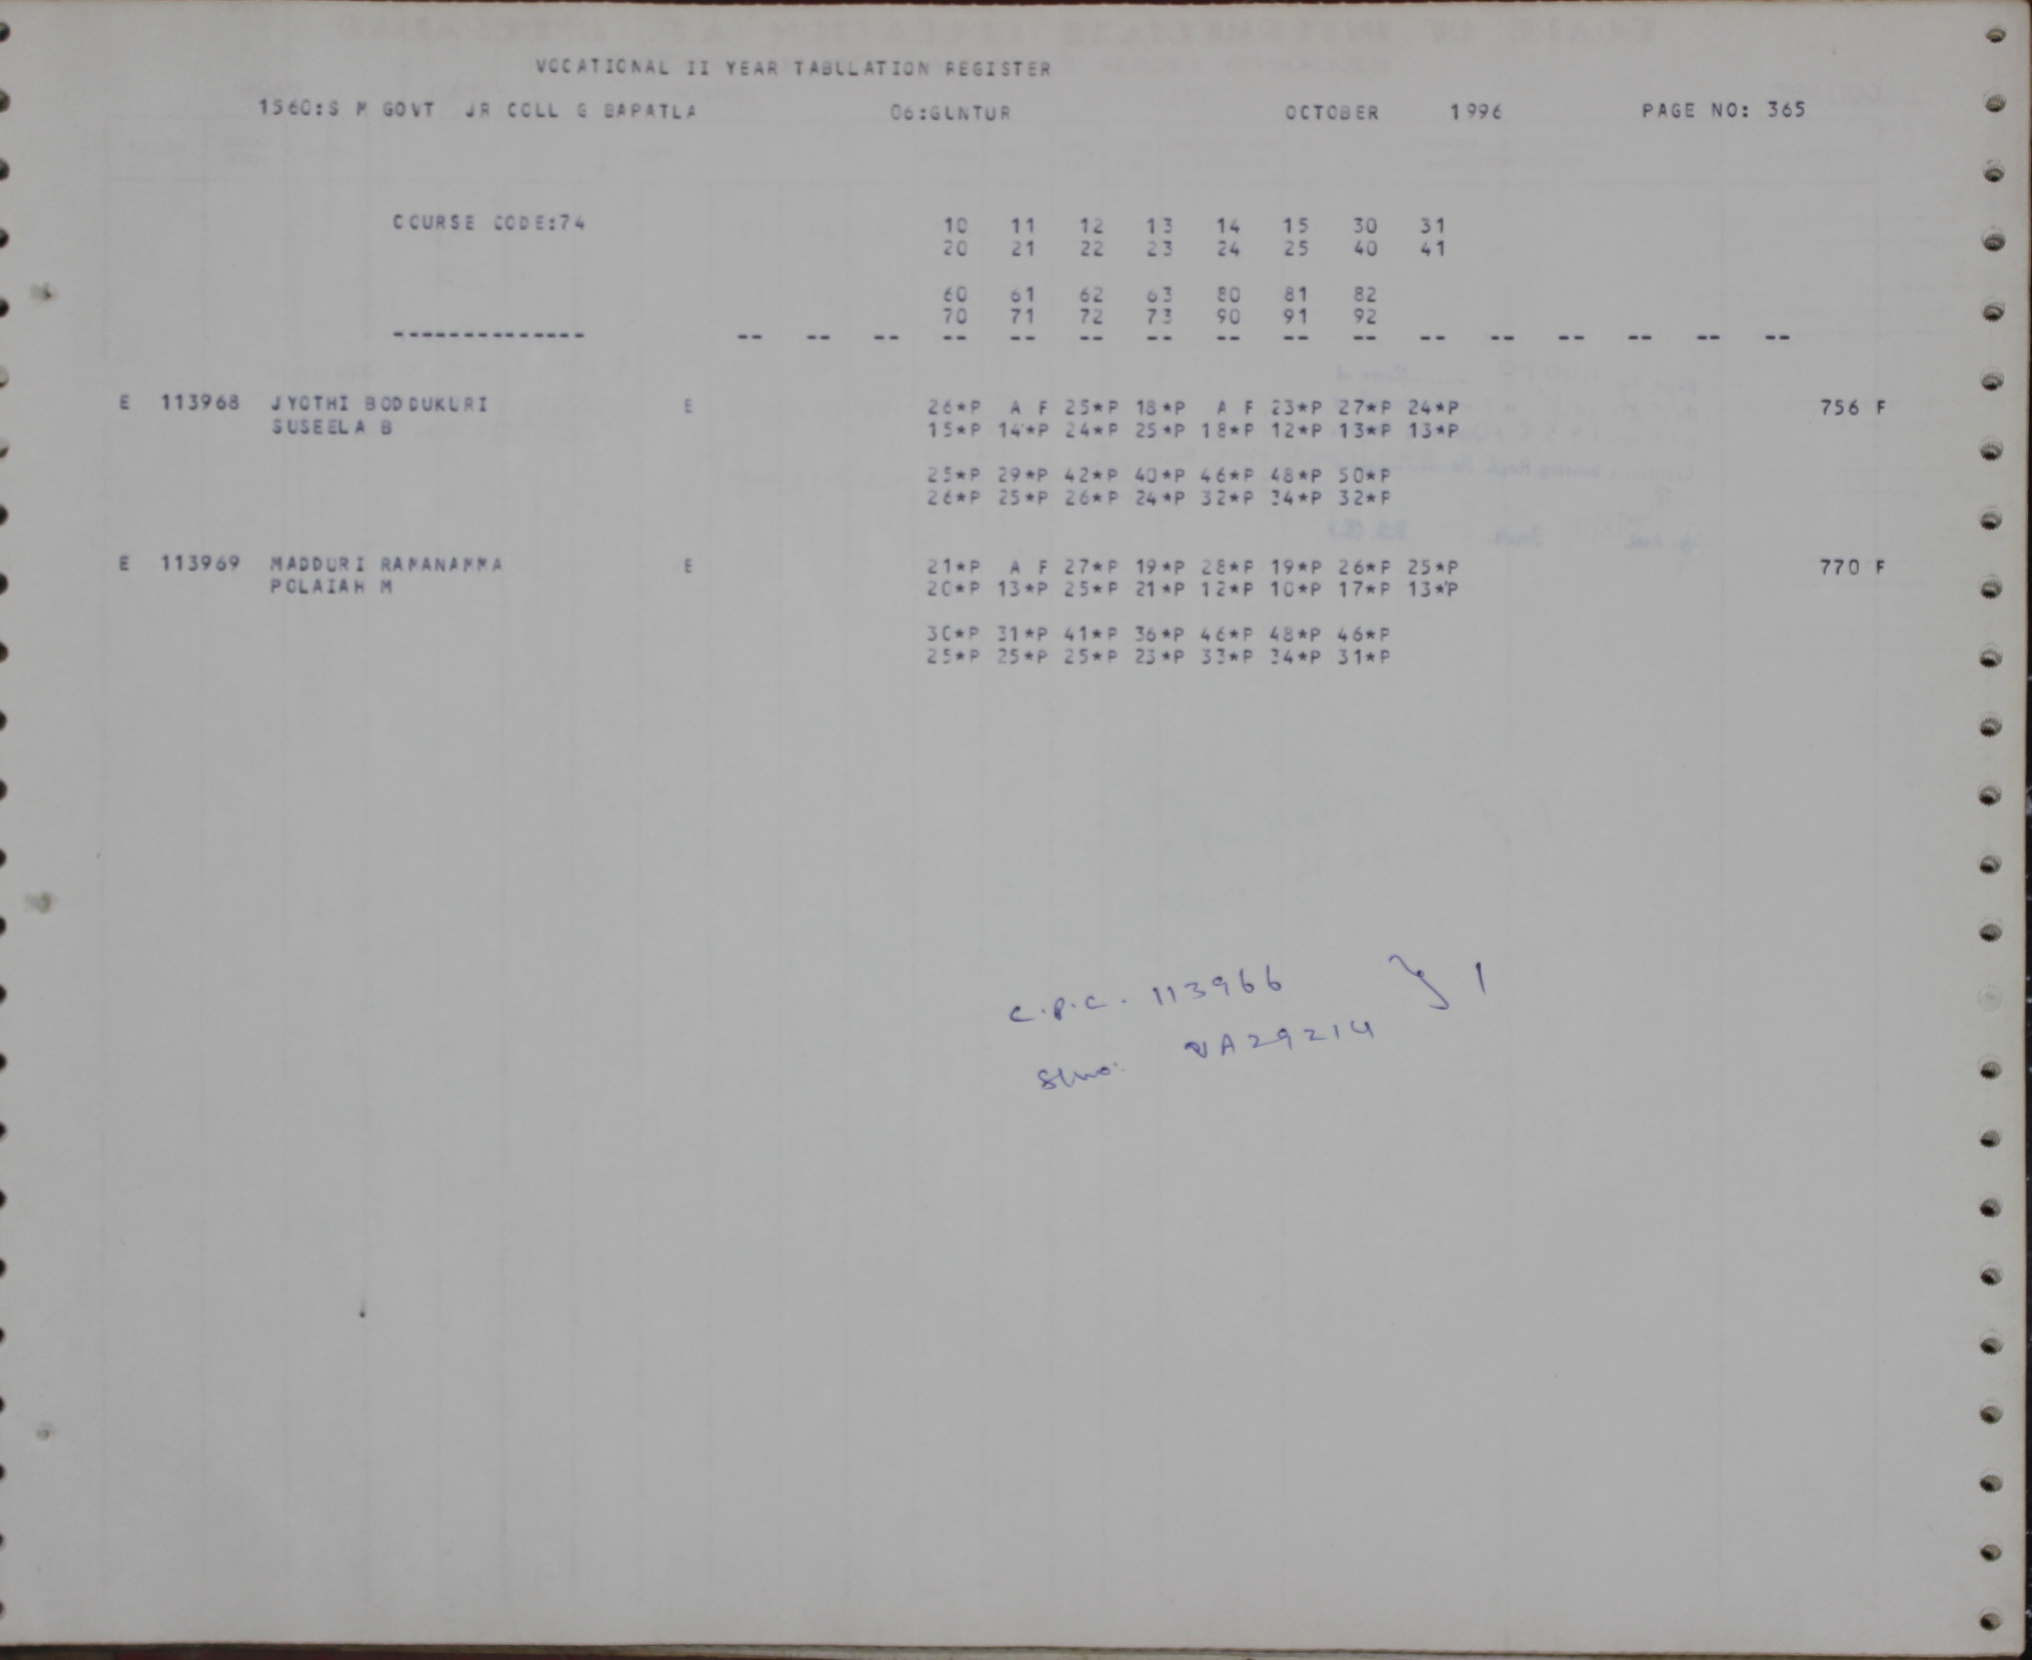 VOCATIONAL II YEAR TABULATION REGISTER
1560:S M GOVT JR COLL G BAPATLA 06:GUNTUR OCTOBER 1996 PAGE NO: 365
COURSE CODE:74 10 11 12 13 14 15 30 31
20 21 22 23 24 25 40 41
60 61 62 63 80 81 82
70 71 72 73 90 91 92
-------------- -- -- -- -- -- -- -- -- -- -- -- -- -- -- -- --
E 113968 JYOTHI BODDUKURI E 26*P A F 25*P 18*P A F 23*P 27*P 24*P 756 F
SUSEELA B 15*P 14*P 24*P 25*P 18*P 12*P 13*P 13*P
25*P 29*P 42*P 40*P 46*P 48*P 50*P
26*P 25*P 26*P 24*P 32*P 34*P 32*P
E 113969 MADDURI RAMANAMMA E 21*P A F 27*P 19*P 28*P 19*P 26*P 25*P 770 F
POLAIAH M 20*P 13*P 25*P 21*P 12*P 10*P 17*P 13*P
30*P 31*P 41*P 36*P 46*P 48*P 46*P
25*P 25*P 25*P 23*P 33*P 34*P 31*P
C.P.C. 113966 } 1
Slno: VA29214